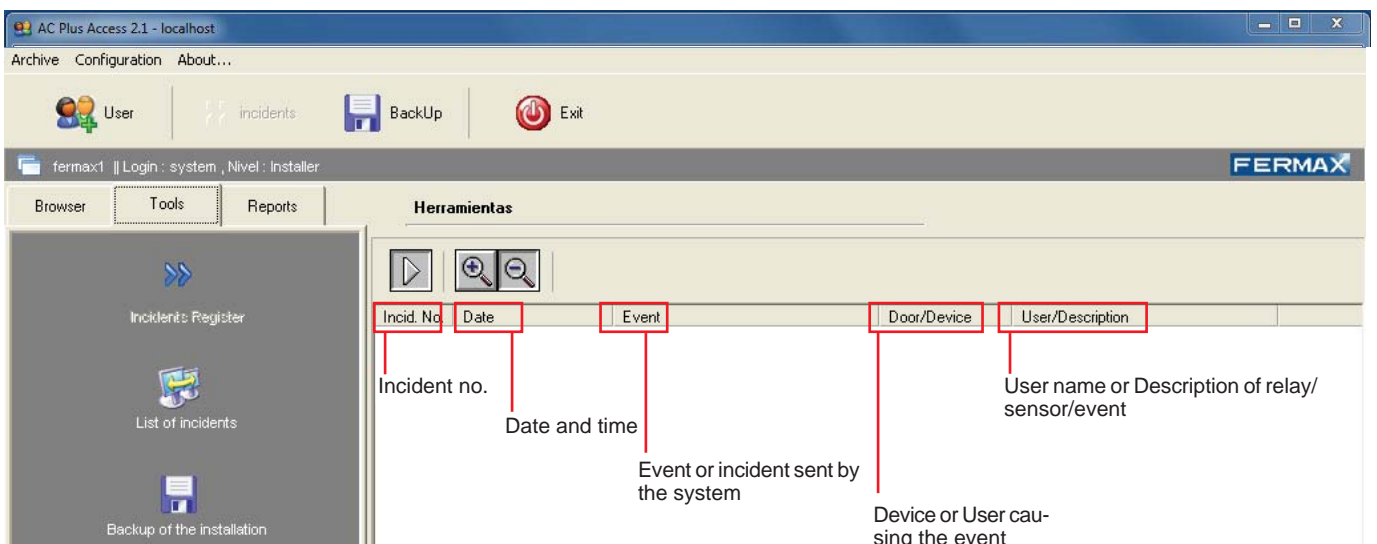 AC Plus Access 2.1 - localhost
Archive Configuration About...
User incidents BackUp Exit
fermax1 || Login : system , Nivel : Installer FERMAX
Browser Tools Reports Herramientas
Incidents Register
Incid. No. Date Event Door/Device User/Description
Incident no.
User name or Description of relay/
sensor/event
List of incidents
Date and time
Event or incident sent by
the system
Device or User cau-
sing the event
Backup of the installation